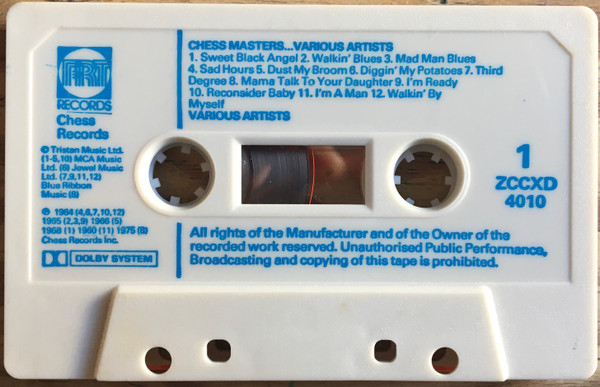 CHESS MASTERS...VARIOUS ARTISTS
1. Sweet Black Angel 2. Walkin' Blues 3. Mad Man Blues
4. Sad Hours 5. Dust My Broom 6. Diggin' My Potatoes 7. Third
Degree 8. Mama Talk To Your Daughter 9. I'm Ready
10. Reconsider Baby 11. I'm A Man 12. Walkin' By
Myself
VARIOUS ARTISTS
PRT
RECORDS
Chess
Records
© Tristan Music Ltd.
(1-5,10) MCA Music
Ltd. (6) Jewel Music
Ltd. (7,9,11,12)
Blue Ribbon
Music (8)
℗ 1964 (4,6,7,10,12)
1965 (2,3,9) 1966 (5)
1968 (1) 1960 (11) 1975 (8)
Chess Records Inc.
DOLBY SYSTEM
1
ZCCXD
4010
All rights of the Manufacturer and of the Owner of the
recorded work reserved. Unauthorised Public Performance,
Broadcasting and copying of this tape is prohibited.